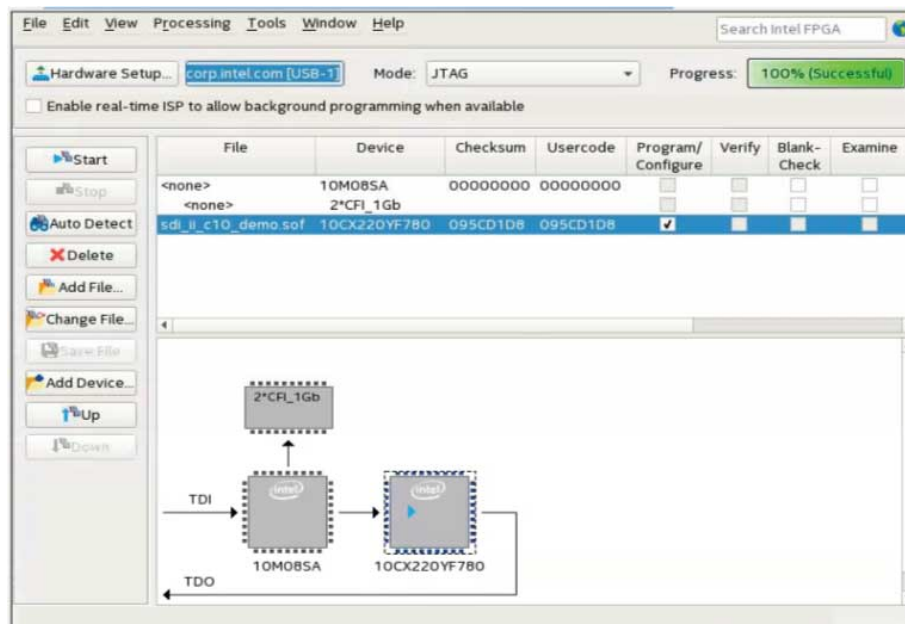 File Edit View Processing Tools Window Help
Search Intel FPGA
Hardware Setup... corp.intel.com [USB-1] Mode: JTAG Progress: 100% (Successful)
Enable real-time ISP to allow background programming when available
File Device Checksum Usercode Program/ Verify Blank- Examine
Configure Check
Start
Stop
Auto Detect
Delete
Add File...
Change File...
Save File
Add Device...
Up
Down
<none> 10M08SA 00000000 00000000
<none> 2*CFI_1Gb
sdi_ii_c10_demo.sof 10CX220YF780 095CD1D8 095CD1D8
2*CFI_1Gb
TDI
intel
intel
10M08SA
10CX220YF780
TDO